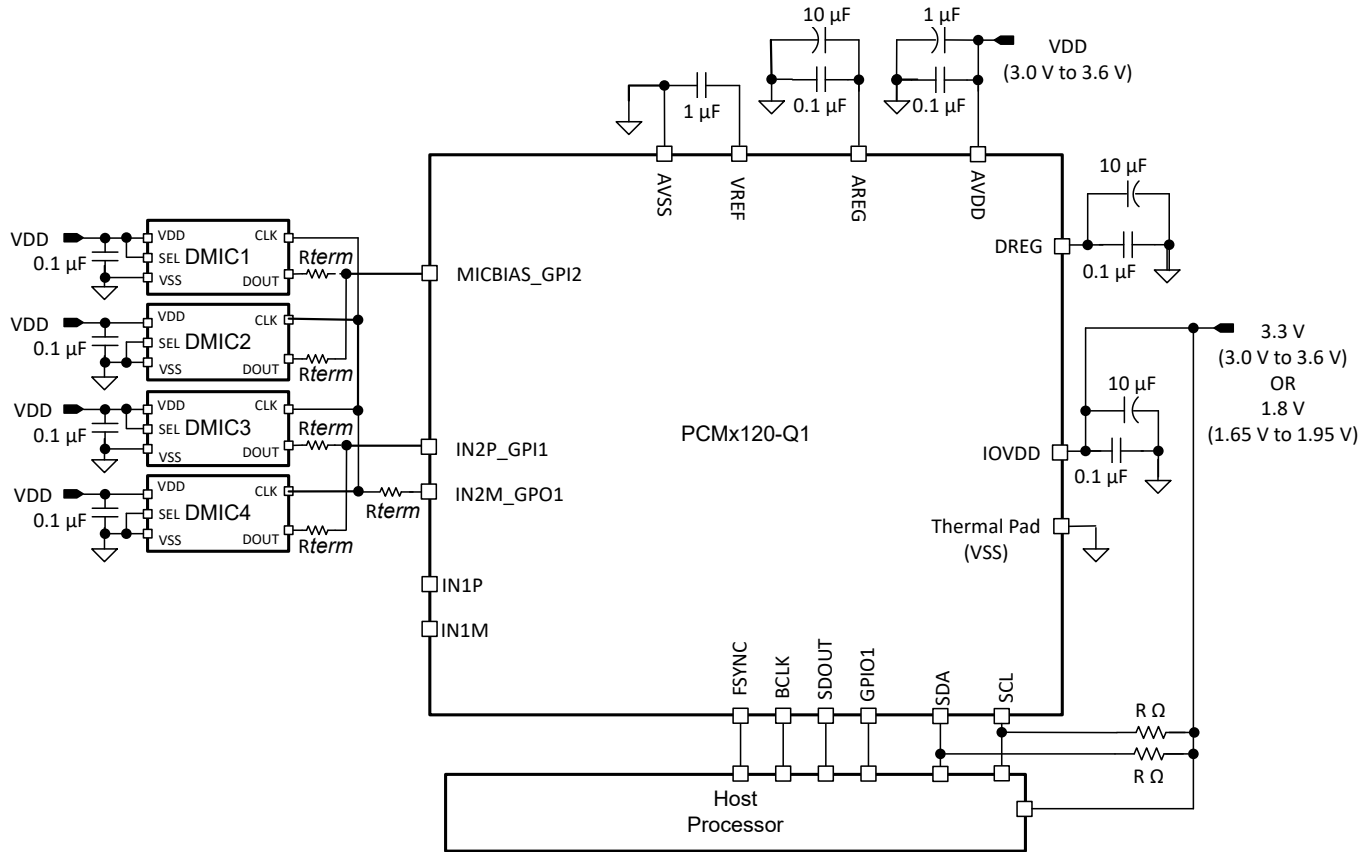 10 µF
1 µF
VDD
(3.0 V to 3.6 V)
1 µF
0.1 µF
0.1 µF
AVSS
VREF
AREG
AVDD
10 µF
DREG
0.1 µF
VDD
0.1 µF
VDD
SEL
VSS
DMIC1
CLK
DOUT
Rterm
MICBIAS_GPI2
VDD
0.1 µF
VDD
SEL
VSS
DMIC2
CLK
DOUT
Rterm
VDD
0.1 µF
VDD
SEL
VSS
DMIC3
CLK
DOUT
Rterm
IN2P_GPI1
VDD
0.1 µF
VDD
SEL
VSS
DMIC4
CLK
DOUT
Rterm
Rterm
IN2M_GPO1
PCMx120-Q1
3.3 V
(3.0 V to 3.6 V)
OR
1.8 V
(1.65 V to 1.95 V)
10 µF
IOVDD
0.1 µF
Thermal Pad
(VSS)
IN1P
IN1M
FSYNC
BCLK
SDOUT
GPIO1
SDA
SCL
R Ω
R Ω
Host
Processor